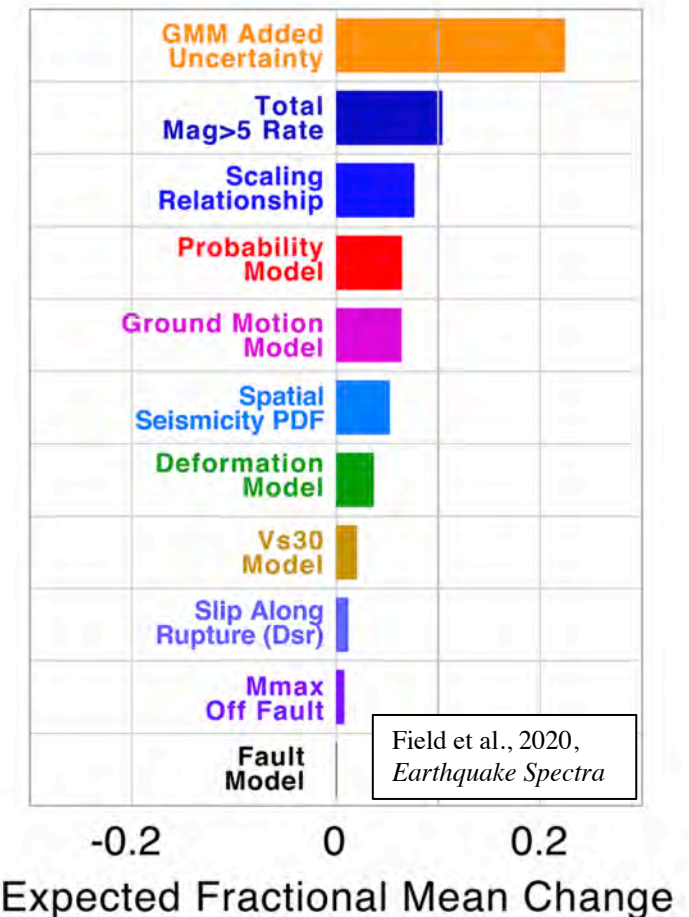 GMM Added
Uncertainty
Total
Mag>5 Rate
Scaling
Relationship
Probability
Model
Ground Motion
Model
Spatial
Seismicity PDF
Deformation
Model
Vs30
Model
Slip Along
Rupture (Dsr)
Mmax
Off Fault
Fault
Model
Field et al., 2020,
Earthquake Spectra
-0.2 0 0.2
Expected Fractional Mean Change